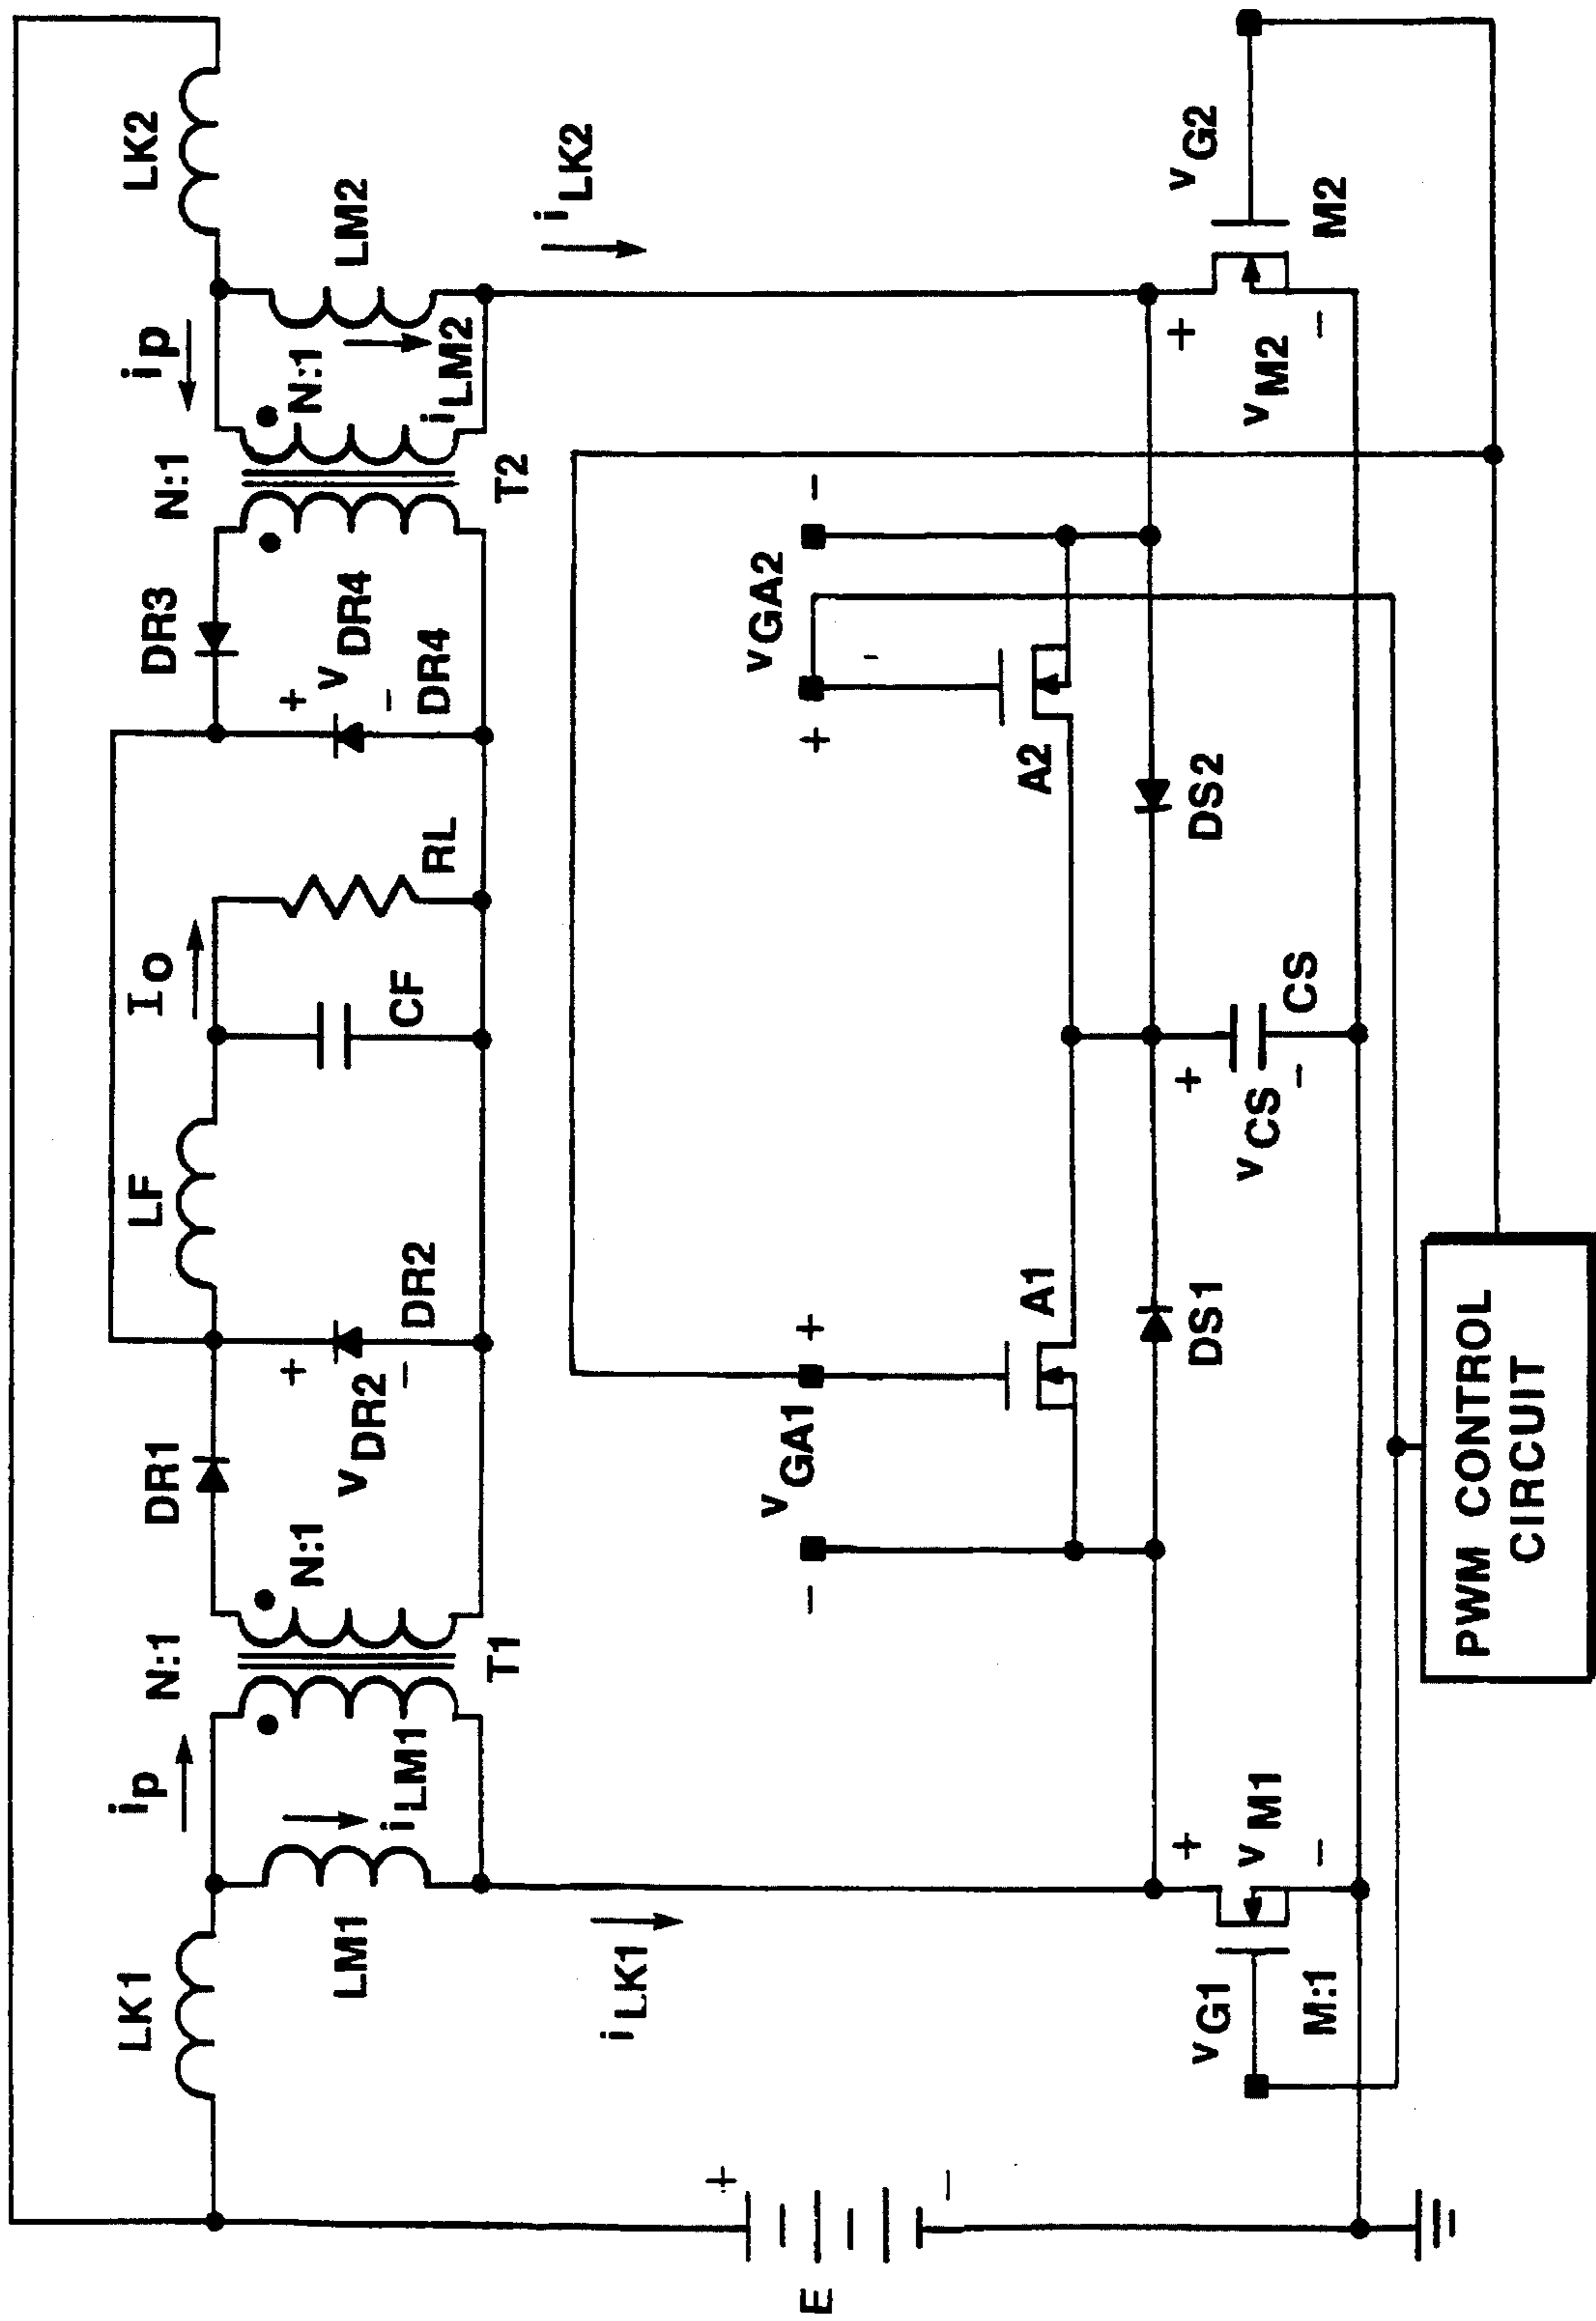 LK1
LM1
iP
iLM1
iLK1
N:1
N:1
T1
DR1
VDR2
DR2
LF
IO
CF
RL
DR3
VDR4
DR4
N:1
N:1
T2
iP
iLM2
LM2
LK2
iLK2
E
+
−
VGA1
+
−
A1
DS1
VGA2
+
−
A2
DS2
VCS
+
−
CS
VG1
M:1
VM1
+
−
VG2
M2
VM2
+
−
+
−
+
−
PWM CONTROL
CIRCUIT